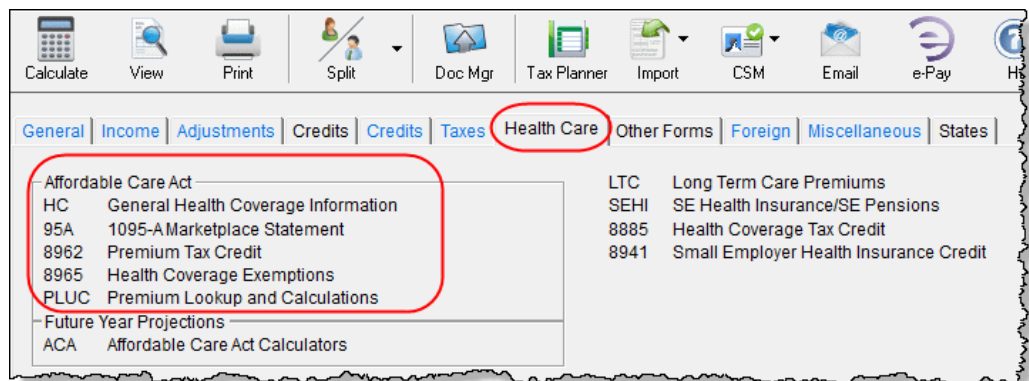 Calculate View Print Split Doc Mgr Tax Planner Import CSM Email e-Pay
General Income Adjustments Credits Credits Taxes Health Care Other Forms Foreign Miscellaneous States
Affordable Care Act
HC General Health Coverage Information
95A 1095-A Marketplace Statement
8962 Premium Tax Credit
8965 Health Coverage Exemptions
PLUC Premium Lookup and Calculations
Future Year Projections
ACA Affordable Care Act Calculators
LTC Long Term Care Premiums
SEHI SE Health Insurance/SE Pensions
8885 Health Coverage Tax Credit
8941 Small Employer Health Insurance Credit